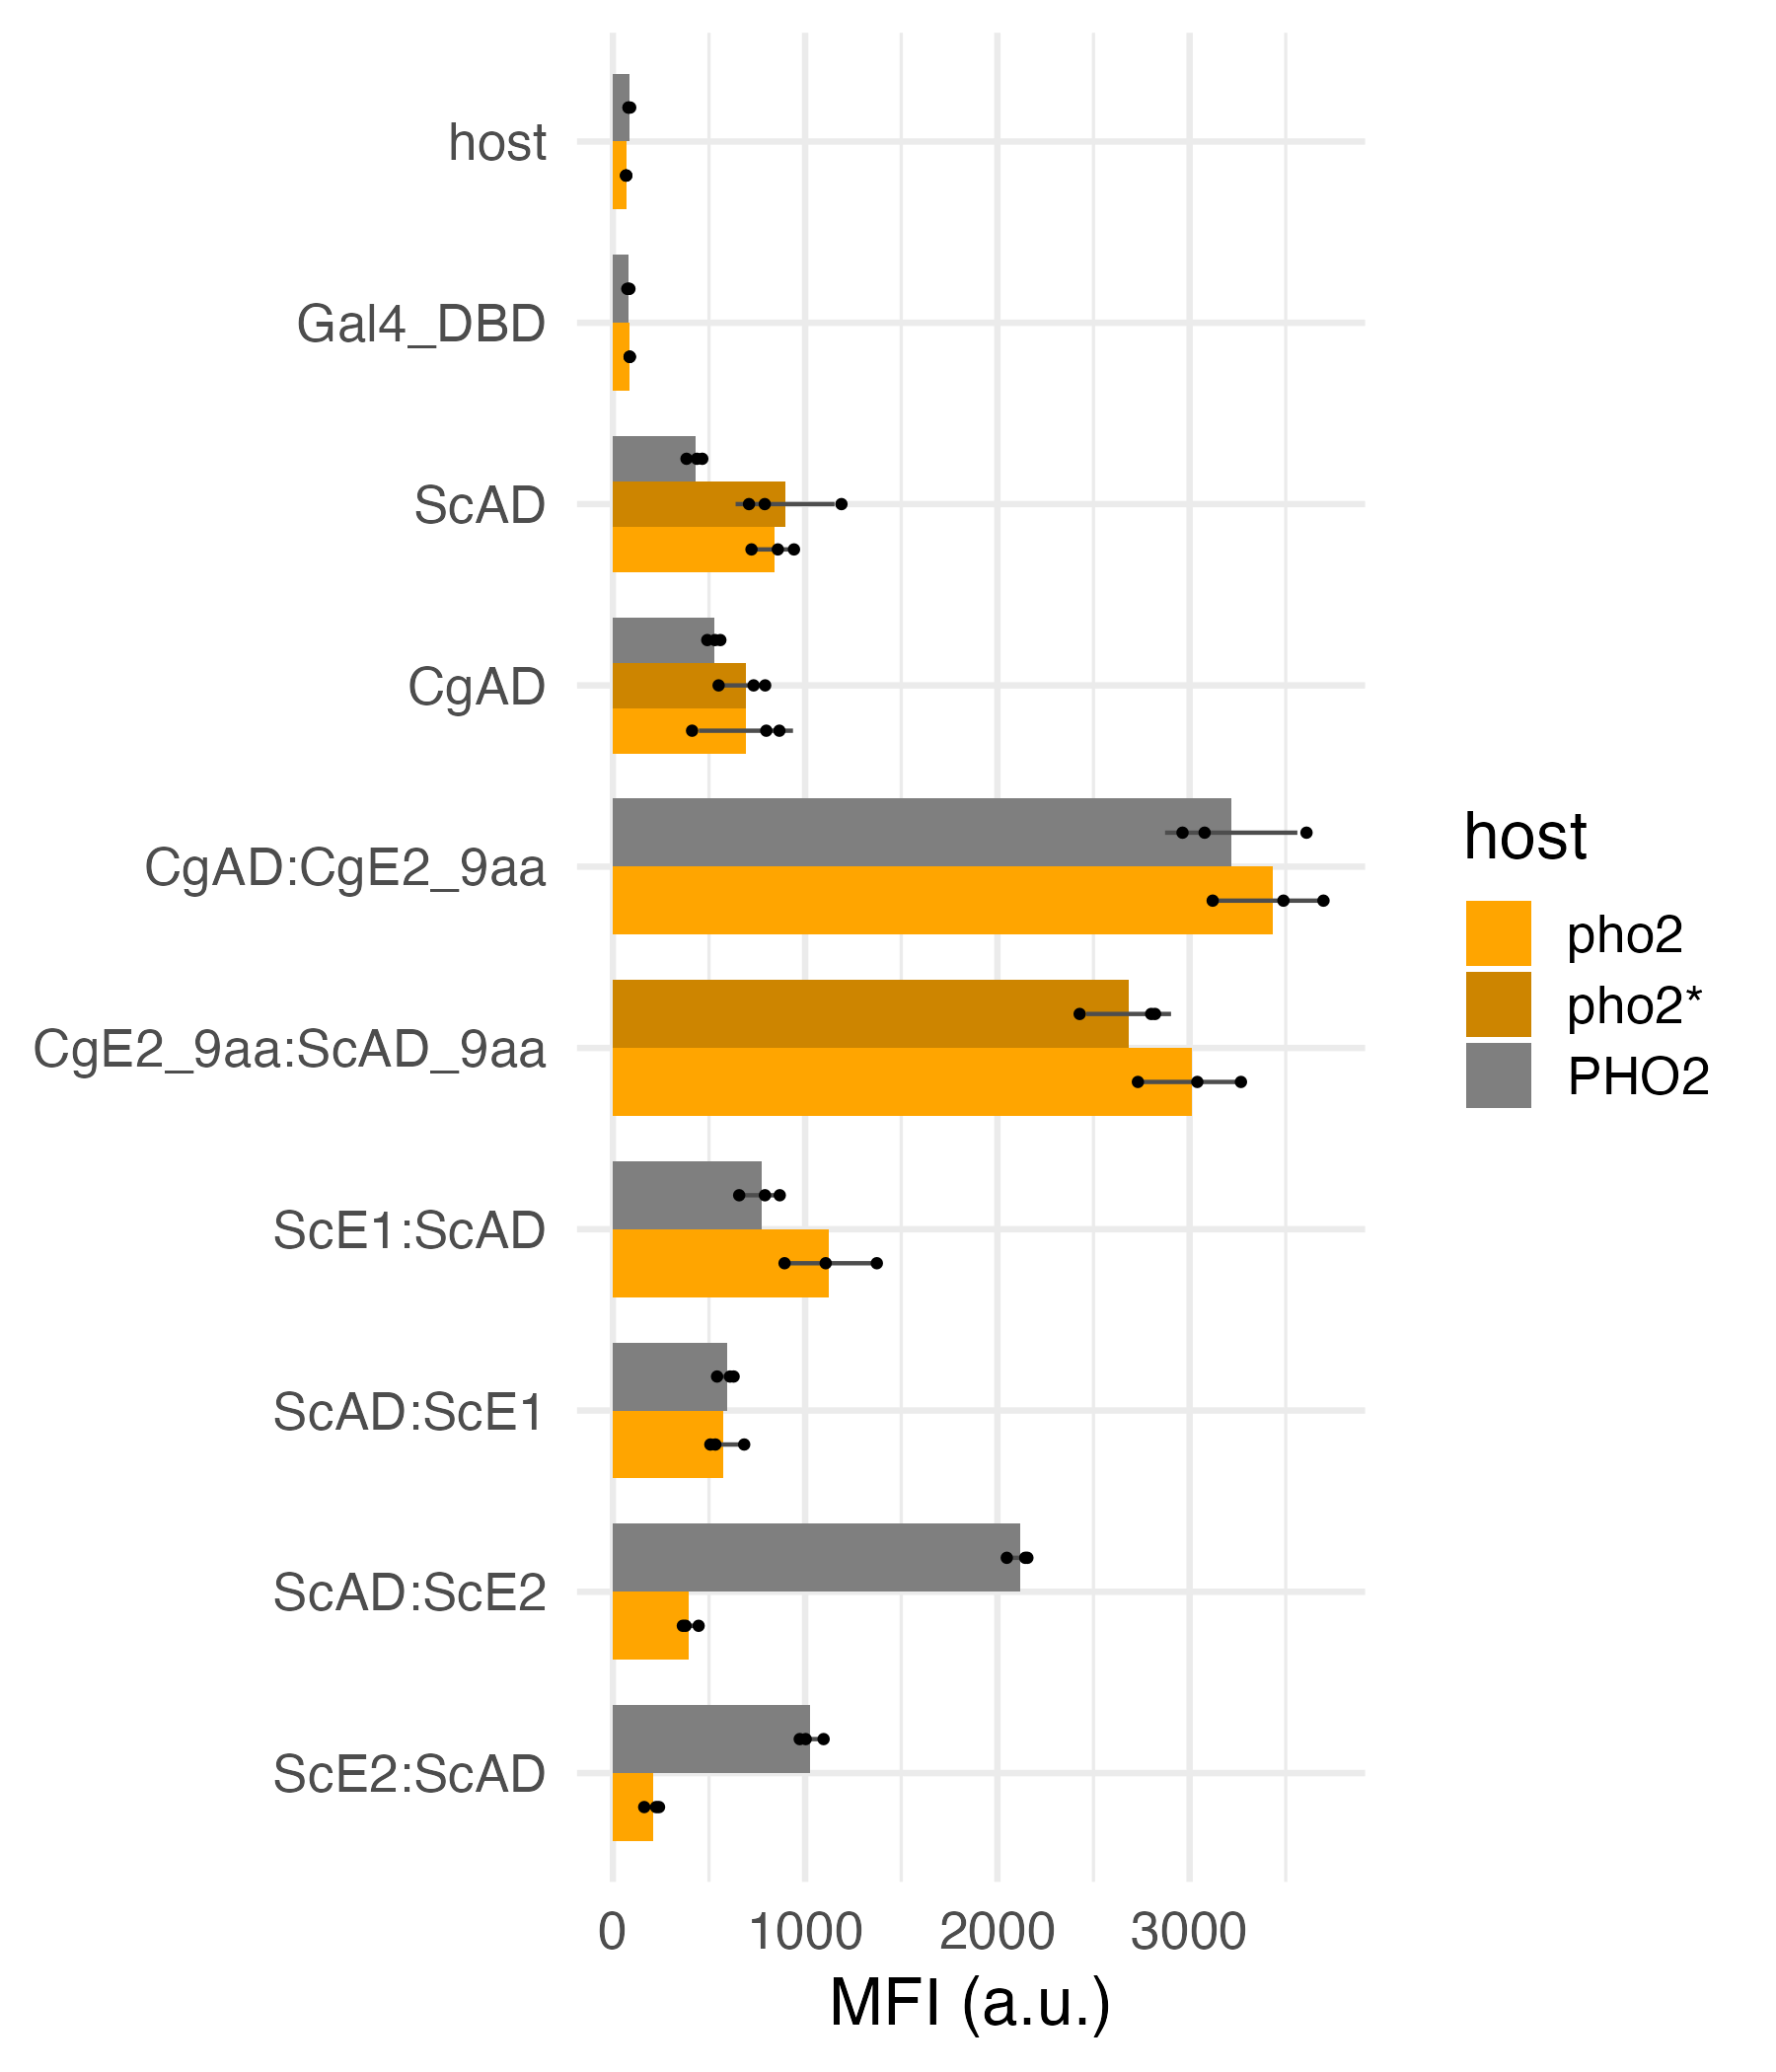 host
Gal4_DBD
ScAD
CgAD
CgAD:CgE2_9aa
CgE2_9aa:ScAD_9aa
ScE1:ScAD
ScAD:ScE1
ScAD:ScE2
ScE2:ScAD
0 1000 2000 3000
MFI (a.u.)
host
pho2
pho2*
PHO2